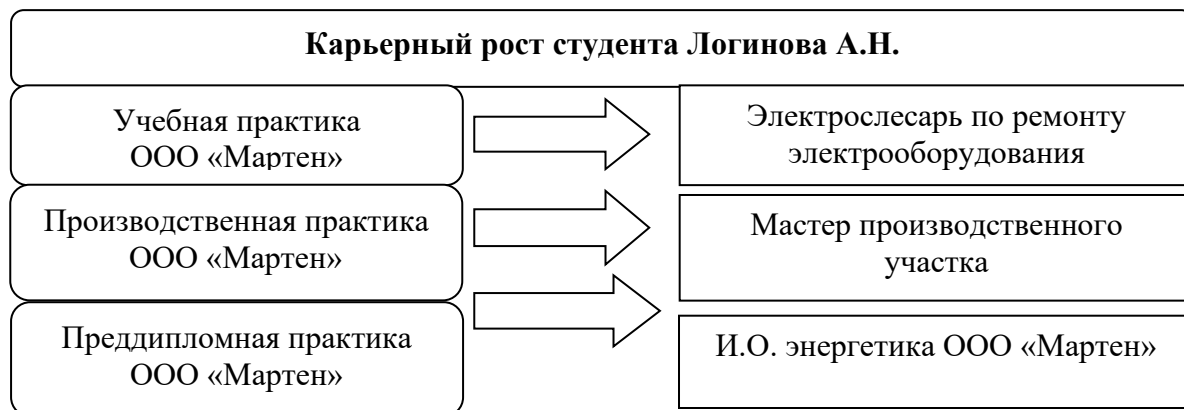 Карьерный рост студента Логинова А.Н.
Учебная практика
ООО «Мартен»
Электрослесарь по ремонту
электрооборудования
Производственная практика
ООО «Мартен»
Мастер производственного
участка
Преддипломная практика
ООО «Мартен»
И.О. энергетика ООО «Мартен»